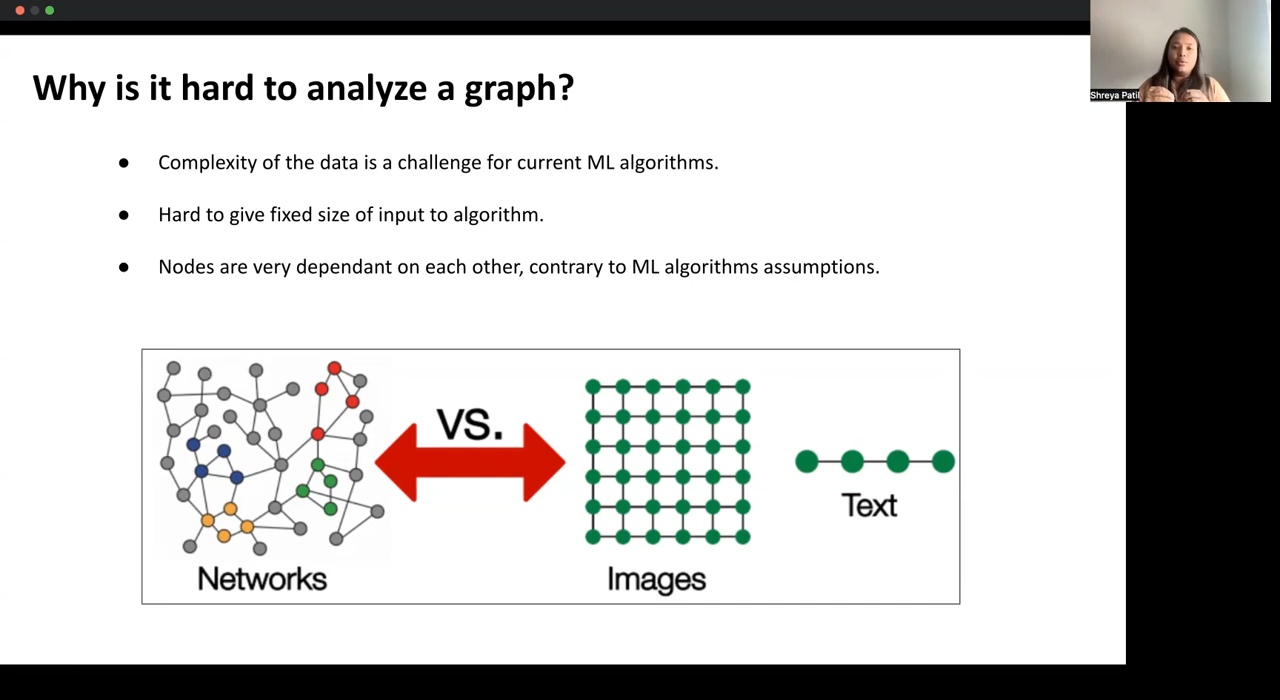 Why is it hard to analyze a graph?
● Complexity of the data is a challenge for current ML algorithms.
● Hard to give fixed size of input to algorithm.
● Nodes are very dependant on each other, contrary to ML algorithms assumptions.
VS.
Networks
Images
Text
Shreya Patil